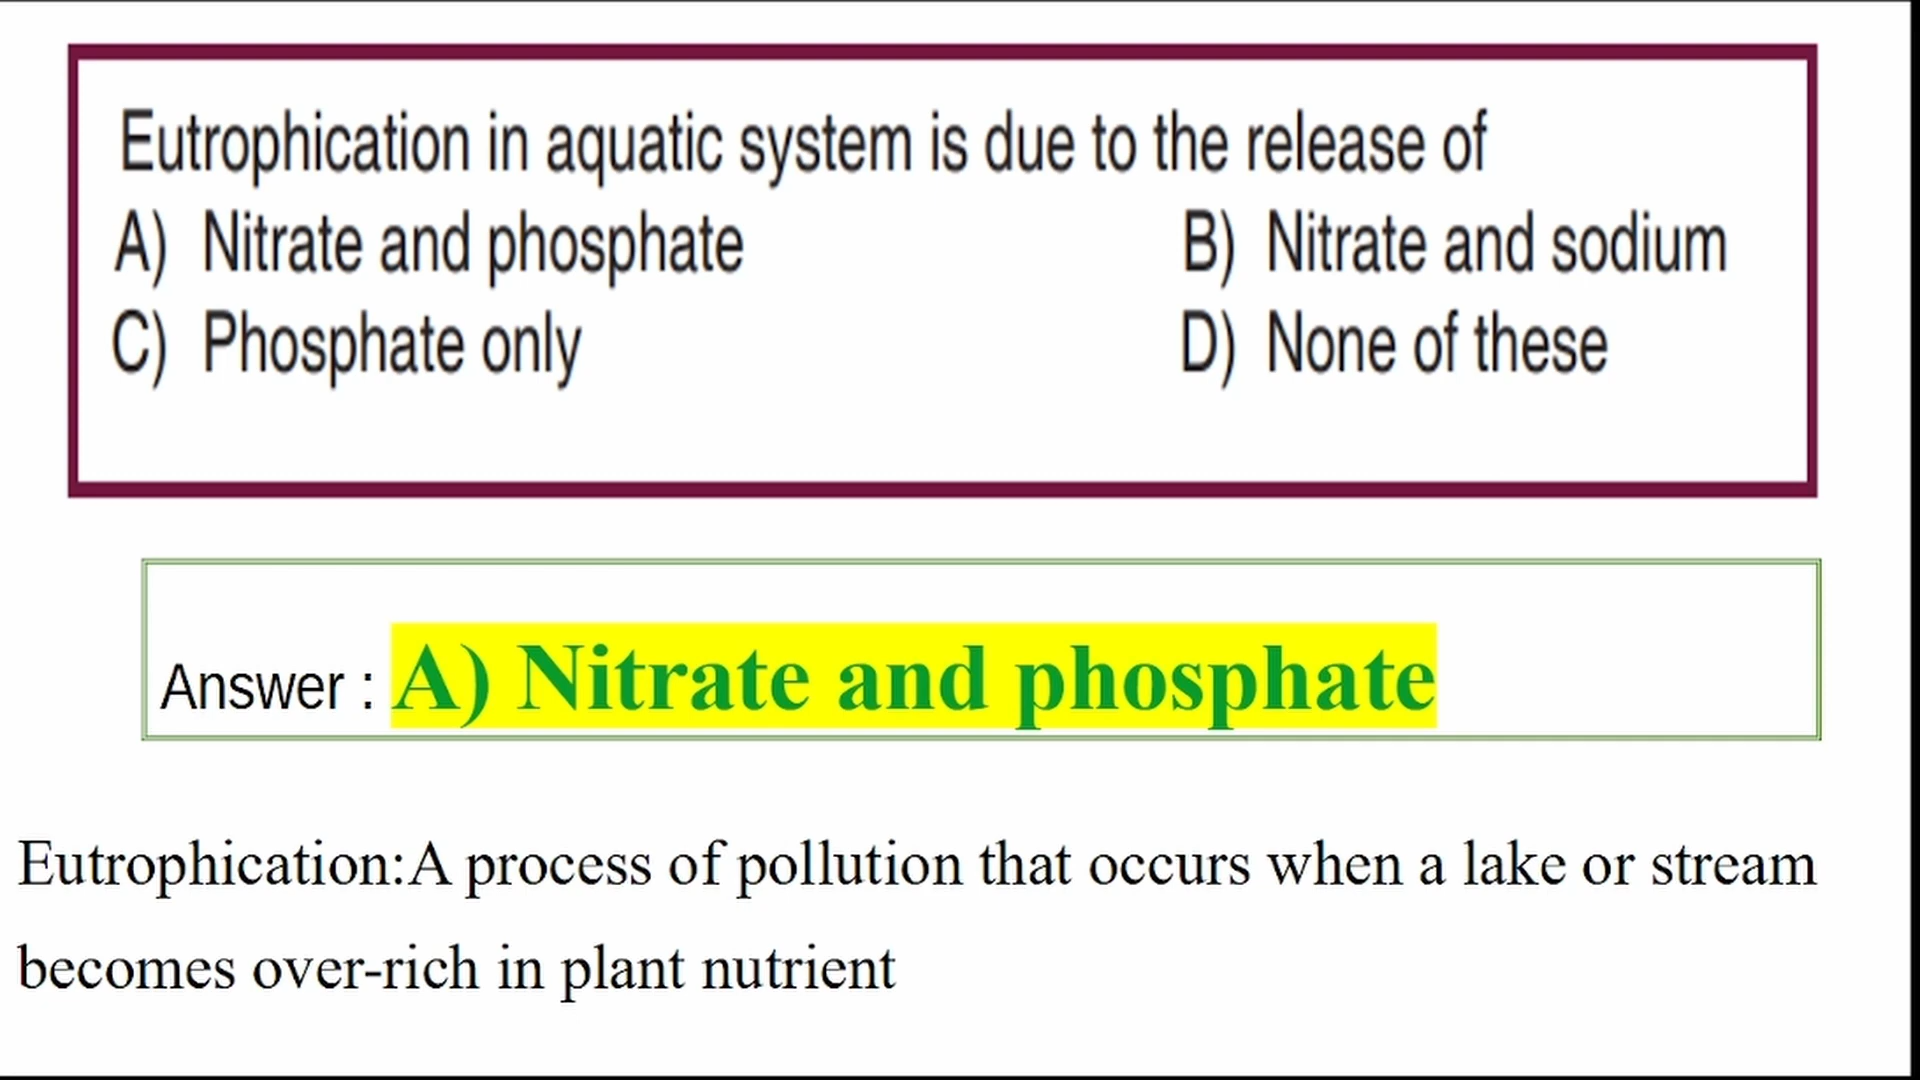 Eutrophication in aquatic system is due to the release of
A) Nitrate and phosphate B) Nitrate and sodium
C) Phosphate only D) None of these
Answer : A) Nitrate and phosphate
Eutrophication:A process of pollution that occurs when a lake or stream
becomes over-rich in plant nutrient